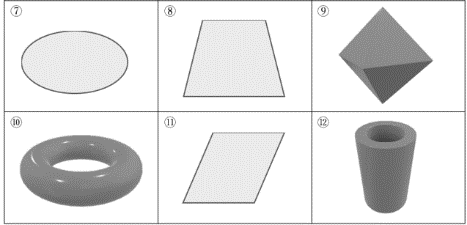 ⑦ ⑧ ⑨
⑩ ⑪ ⑫